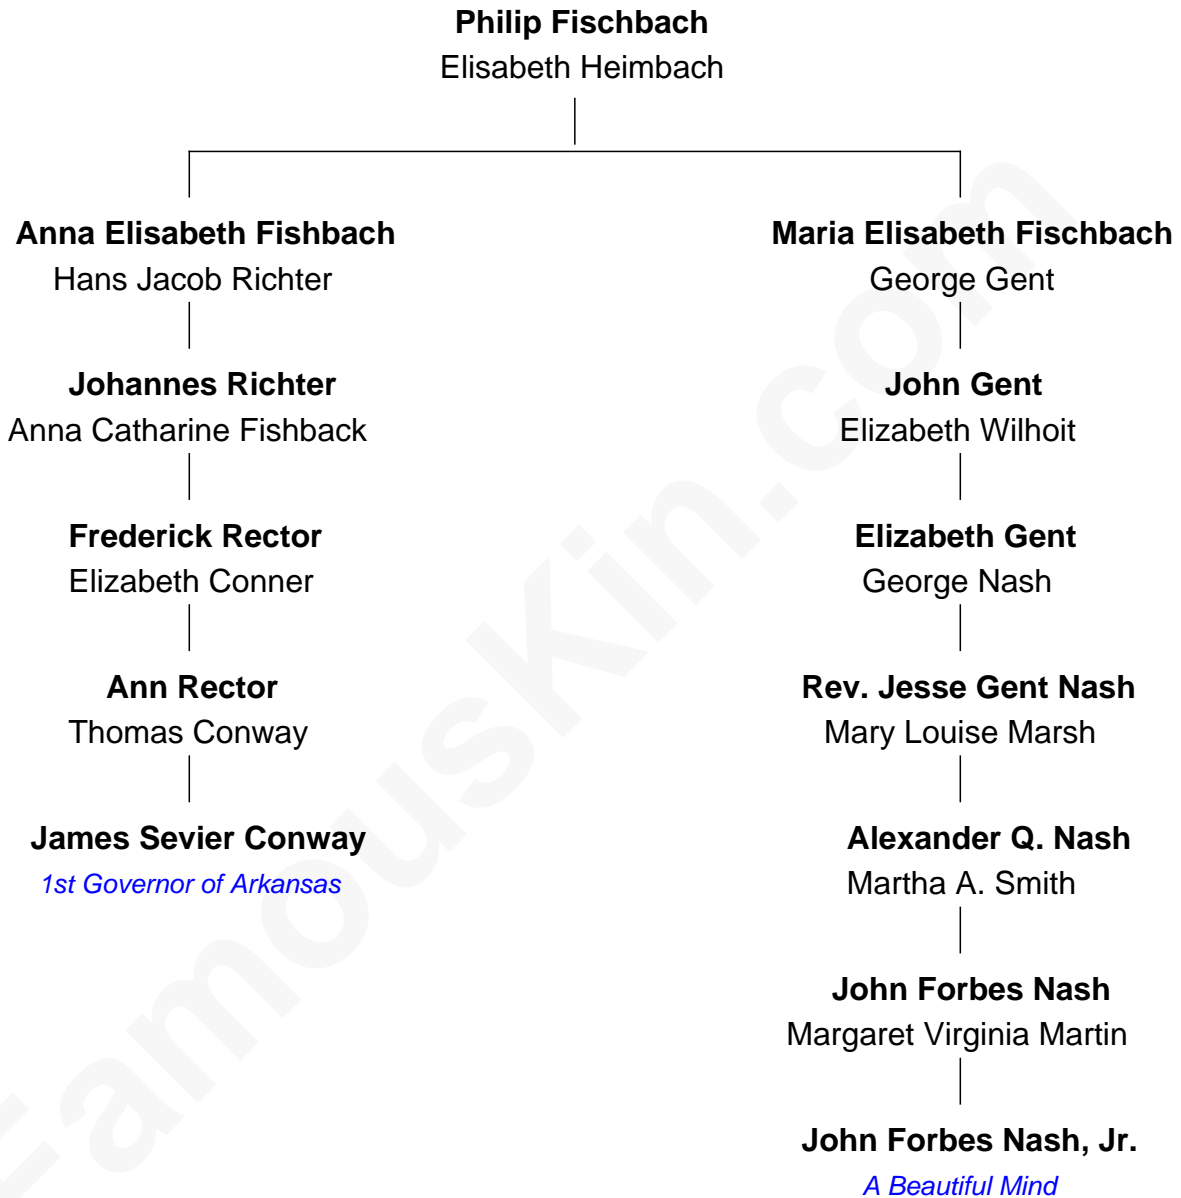 Philip Fischbach
Elisabeth Heimbach
Anna Elisabeth Fishbach
Hans Jacob Richter
Maria Elisabeth Fischbach
George Gent
Johannes Richter
Anna Catharine Fishback
John Gent
Elizabeth Wilhoit
Frederick Rector
Elizabeth Conner
Elizabeth Gent
George Nash
Ann Rector
Thomas Conway
Rev. Jesse Gent Nash
Mary Louise Marsh
James Sevier Conway
1st Governor of Arkansas
Alexander Q. Nash
Martha A. Smith
John Forbes Nash
Margaret Virginia Martin
John Forbes Nash, Jr.
A Beautiful Mind
FamousKin.com